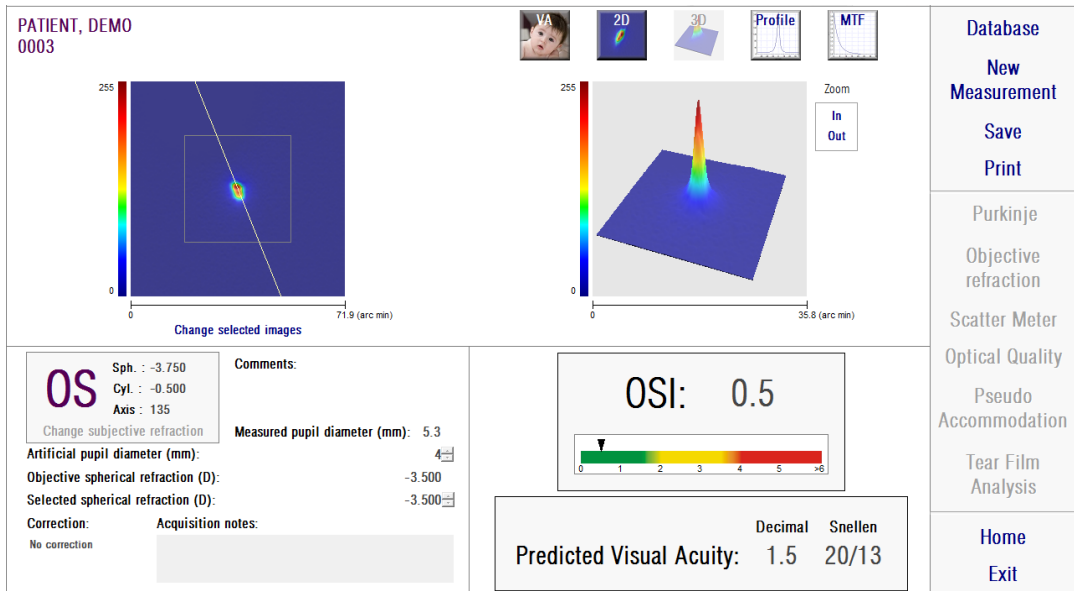 PATIENT, DEMO
0003
VA
2D
3D
Profile
MTF
255
0
0
71.9 (arc min)
Change selected images
255
0
0
35.8 (arc min)
Zoom
In
Out
OS
Sph. : -3.750
Cyl. : -0.500
Axis : 135
Change subjective refraction
Comments:
Measured pupil diameter (mm): 5.3
Artificial pupil diameter (mm): 4
Objective spherical refraction (D): -3.500
Selected spherical refraction (D): -3.500
Correction:
No correction
Acquisition notes:
OSI: 0.5
0 1 2 3 4 5 >6
Decimal Snellen
Predicted Visual Acuity: 1.5 20/13
Database
New
Measurement
Save
Print
Purkinje
Objective
refraction
Scatter Meter
Optical Quality
Pseudo
Accommodation
Tear Film
Analysis
Home
Exit